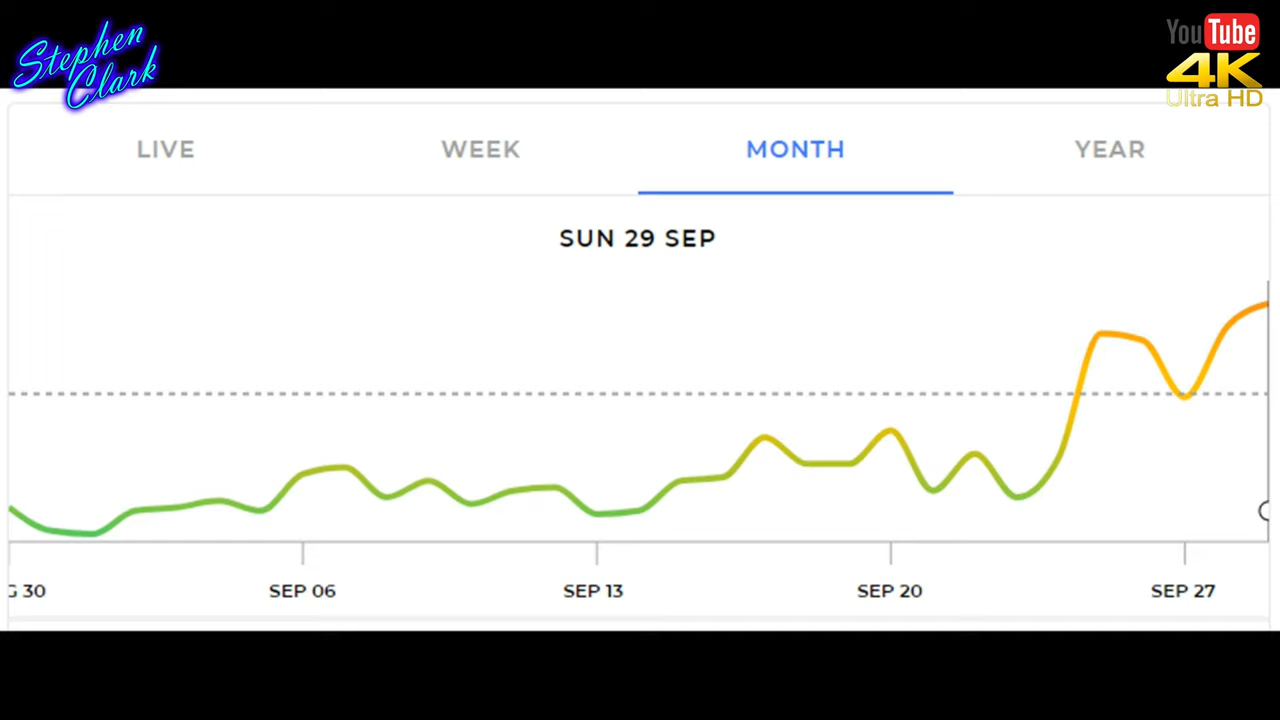 Stephen
Clark
YouTube
4K
Ultra HD
LIVE WEEK MONTH YEAR
SUN 29 SEP
G 30 SEP 06 SEP 13 SEP 20 SEP 27